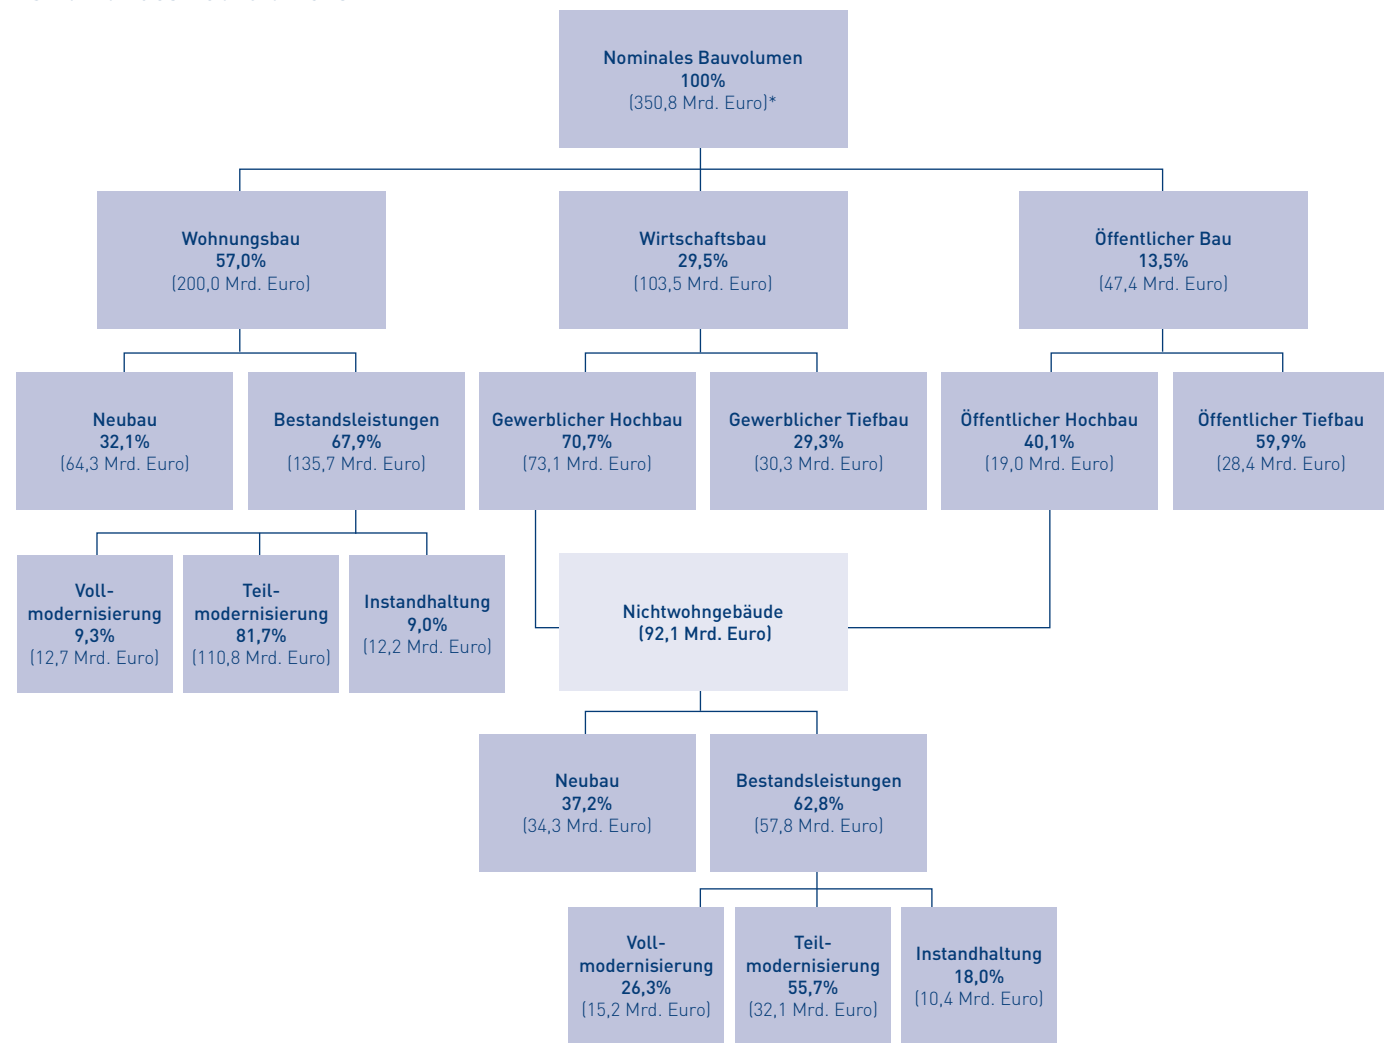 Nominales Bauvolumen
100%
(350,8 Mrd. Euro)*
Wohnungsbau
57,0%
(200,0 Mrd. Euro)
Wirtschaftsbau
29,5%
(103,5 Mrd. Euro)
Öffentlicher Bau
13,5%
(47,4 Mrd. Euro)
Neubau
32,1%
(64,3 Mrd. Euro)
Bestandsleistungen
67,9%
(135,7 Mrd. Euro)
Gewerblicher Hochbau
70,7%
(73,1 Mrd. Euro)
Gewerblicher Tiefbau
29,3%
(30,3 Mrd. Euro)
Öffentlicher Hochbau
40,1%
(19,0 Mrd. Euro)
Öffentlicher Tiefbau
59,9%
(28,4 Mrd. Euro)
Voll-
modernisierung
9,3%
(12,7 Mrd. Euro)
Teil-
modernisierung
81,7%
(110,8 Mrd. Euro)
Instandhaltung
9,0%
(12,2 Mrd. Euro)
Nichtwohngebäude
(92,1 Mrd. Euro)
Neubau
37,2%
(34,3 Mrd. Euro)
Bestandsleistungen
62,8%
(57,8 Mrd. Euro)
Voll-
modernisierung
26,3%
(15,2 Mrd. Euro)
Teil-
modernisierung
55,7%
(32,1 Mrd. Euro)
Instandhaltung
18,0%
(10,4 Mrd. Euro)